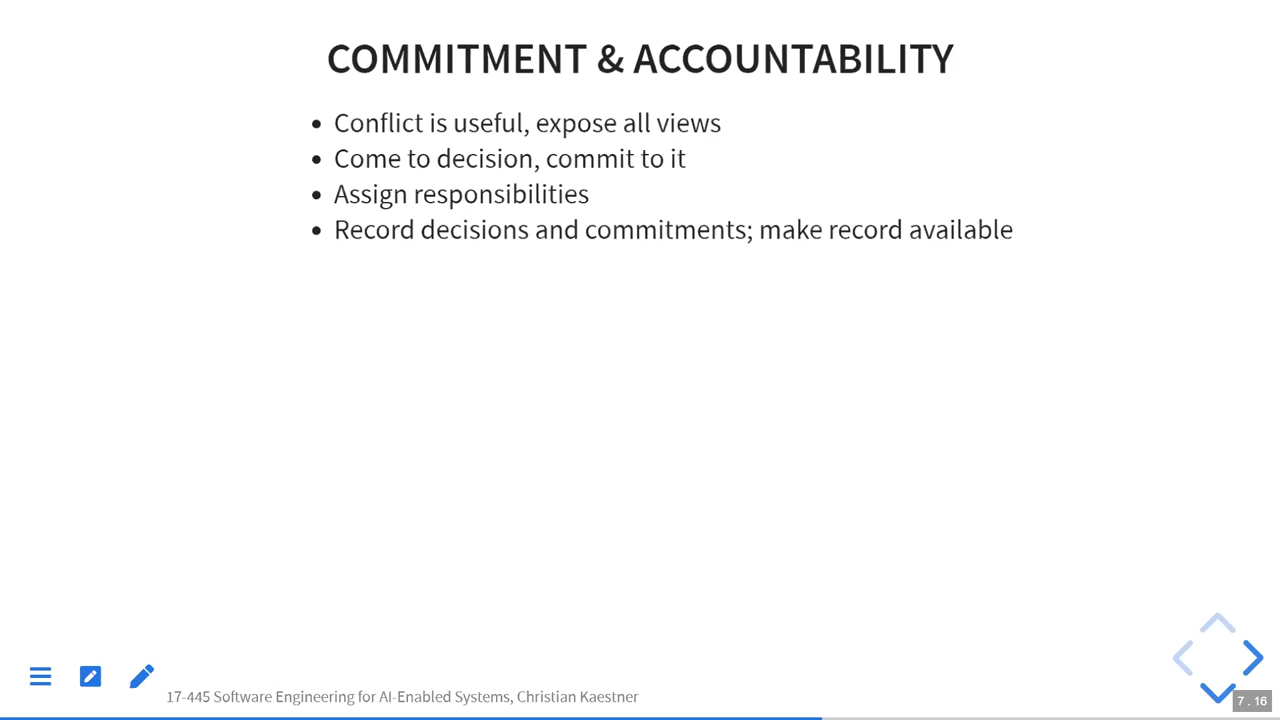 COMMITMENT & ACCOUNTABILITY
• Conflict is useful, expose all views
• Come to decision, commit to it
• Assign responsibilities
• Record decisions and commitments; make record available
17-445 Software Engineering for AI-Enabled Systems, Christian Kaestner
7 . 16